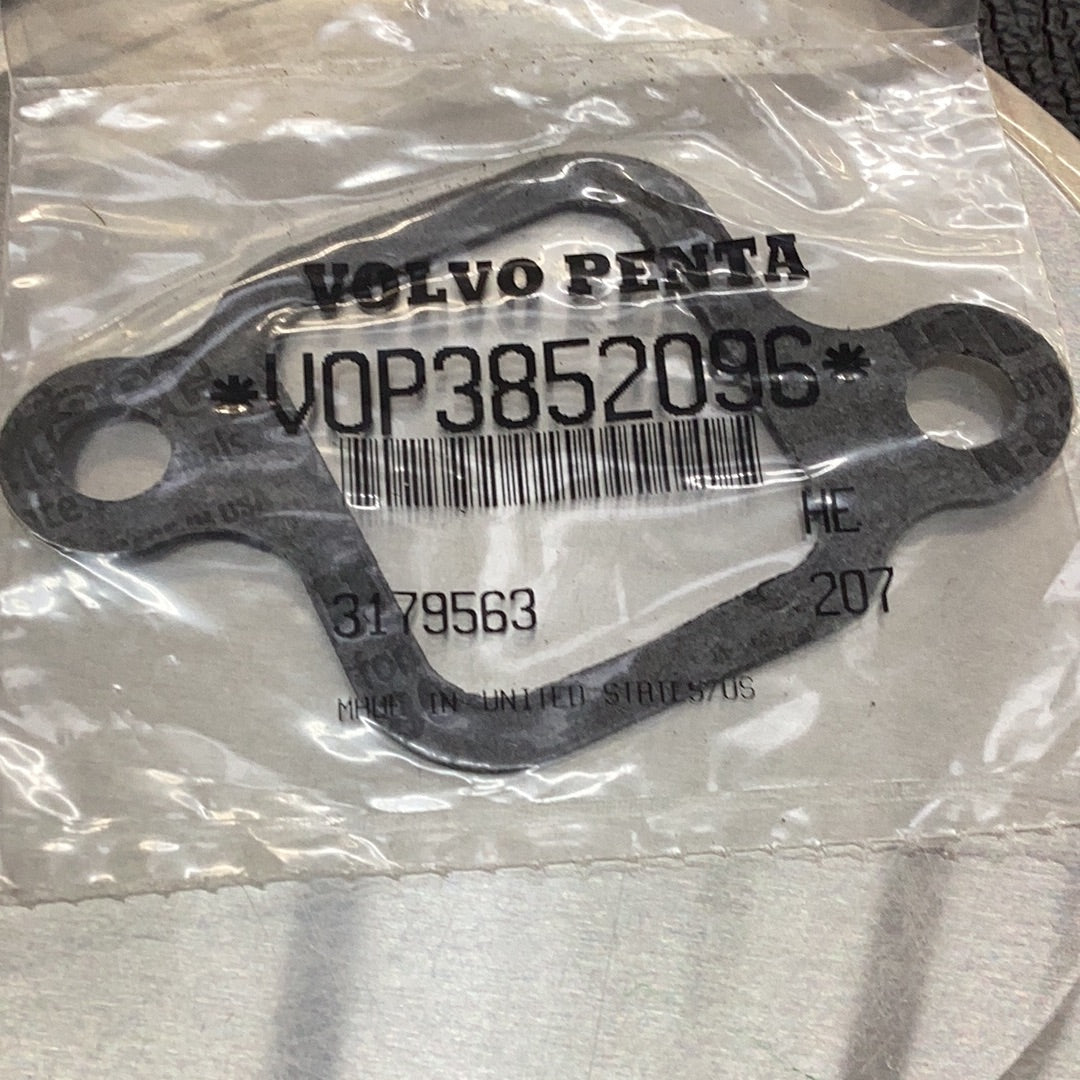 VOLVO PENTA
*VOP3852096*
HE
3179563 207
MADE IN UNITED STATES/US